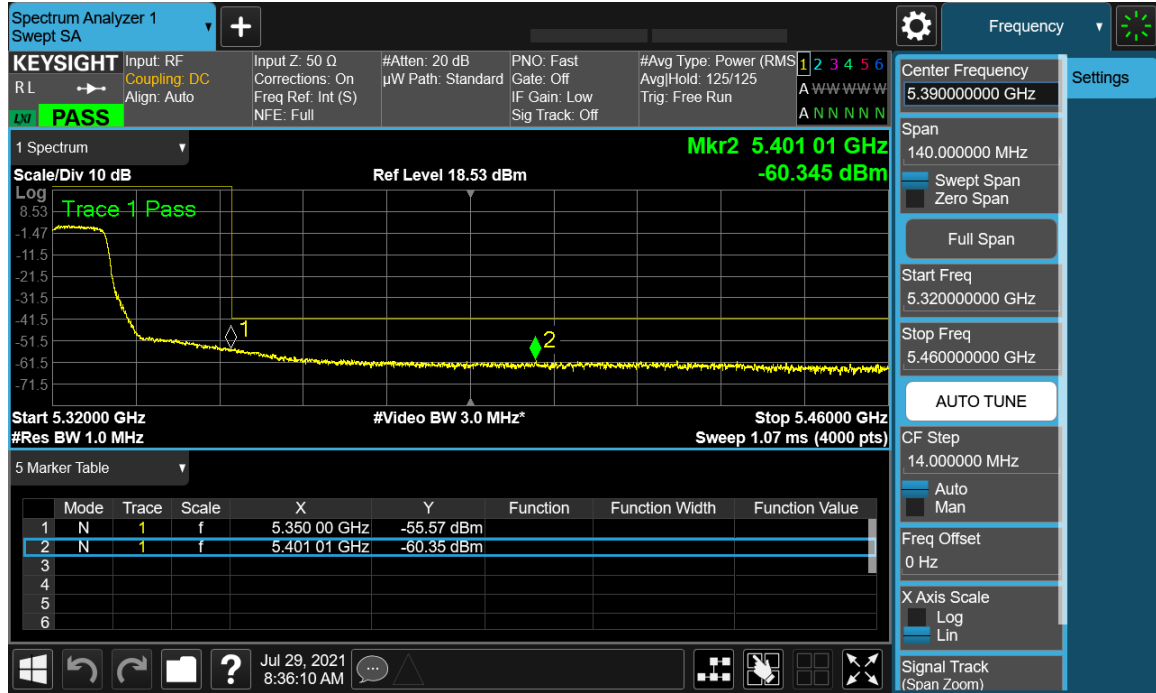 Spectrum Analyzer 1
Swept SA
Frequency
KEYSIGHT
R L
LXI
PASS
Input: RF
Coupling: DC
Align: Auto
Input Z: 50 Ω
Corrections: On
Freq Ref: Int (S)
NFE: Full
#Atten: 20 dB
µW Path: Standard
PNO: Fast
Gate: Off
IF Gain: Low
Sig Track: Off
#Avg Type: Power (RMS
Avg|Hold: 125/125
Trig: Free Run
1 2 3 4 5 6
A W W W W W
A N N N N N
1 Spectrum
Mkr2 5.401 01 GHz
-60.345 dBm
Scale/Div 10 dB
Ref Level 18.53 dBm
Log
Trace 1 Pass
8.53
-1.47
-11.5
-21.5
-31.5
-41.5
-51.5
-61.5
-71.5
1
2
Start 5.32000 GHz
#Video BW 3.0 MHz*
Stop 5.46000 GHz
#Res BW 1.0 MHz
Sweep 1.07 ms (4000 pts)
5 Marker Table
Mode Trace Scale X Y Function Function Width Function Value
1 N 1 f 5.350 00 GHz -55.57 dBm
2 N 1 f 5.401 01 GHz -60.35 dBm
3
4
5
6
?
Jul 29, 2021
8:36:10 AM
Center Frequency
5.390000000 GHz
Span
140.000000 MHz
Swept Span
Zero Span
Full Span
Start Freq
5.320000000 GHz
Stop Freq
5.460000000 GHz
AUTO TUNE
CF Step
14.000000 MHz
Auto
Man
Freq Offset
0 Hz
X Axis Scale
Log
Lin
Signal Track
(Span Zoom)
Settings